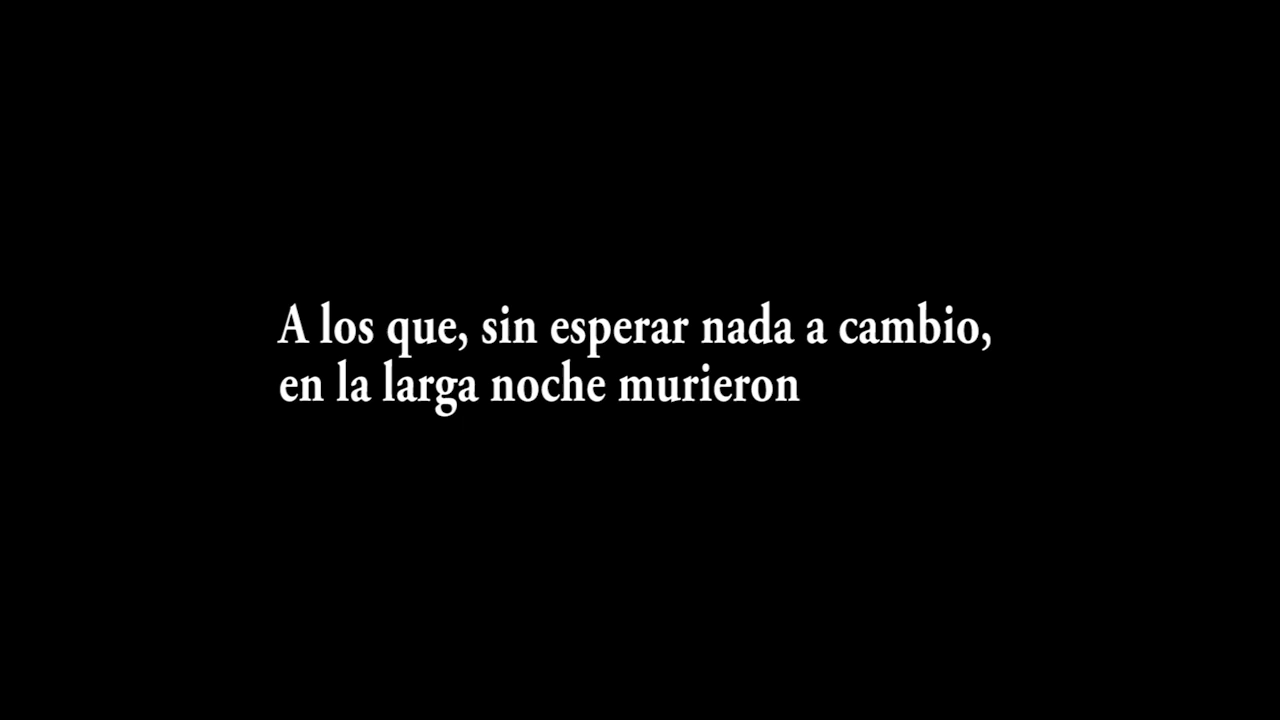 A los que, sin esperar nada a cambio,
en la larga noche murieron